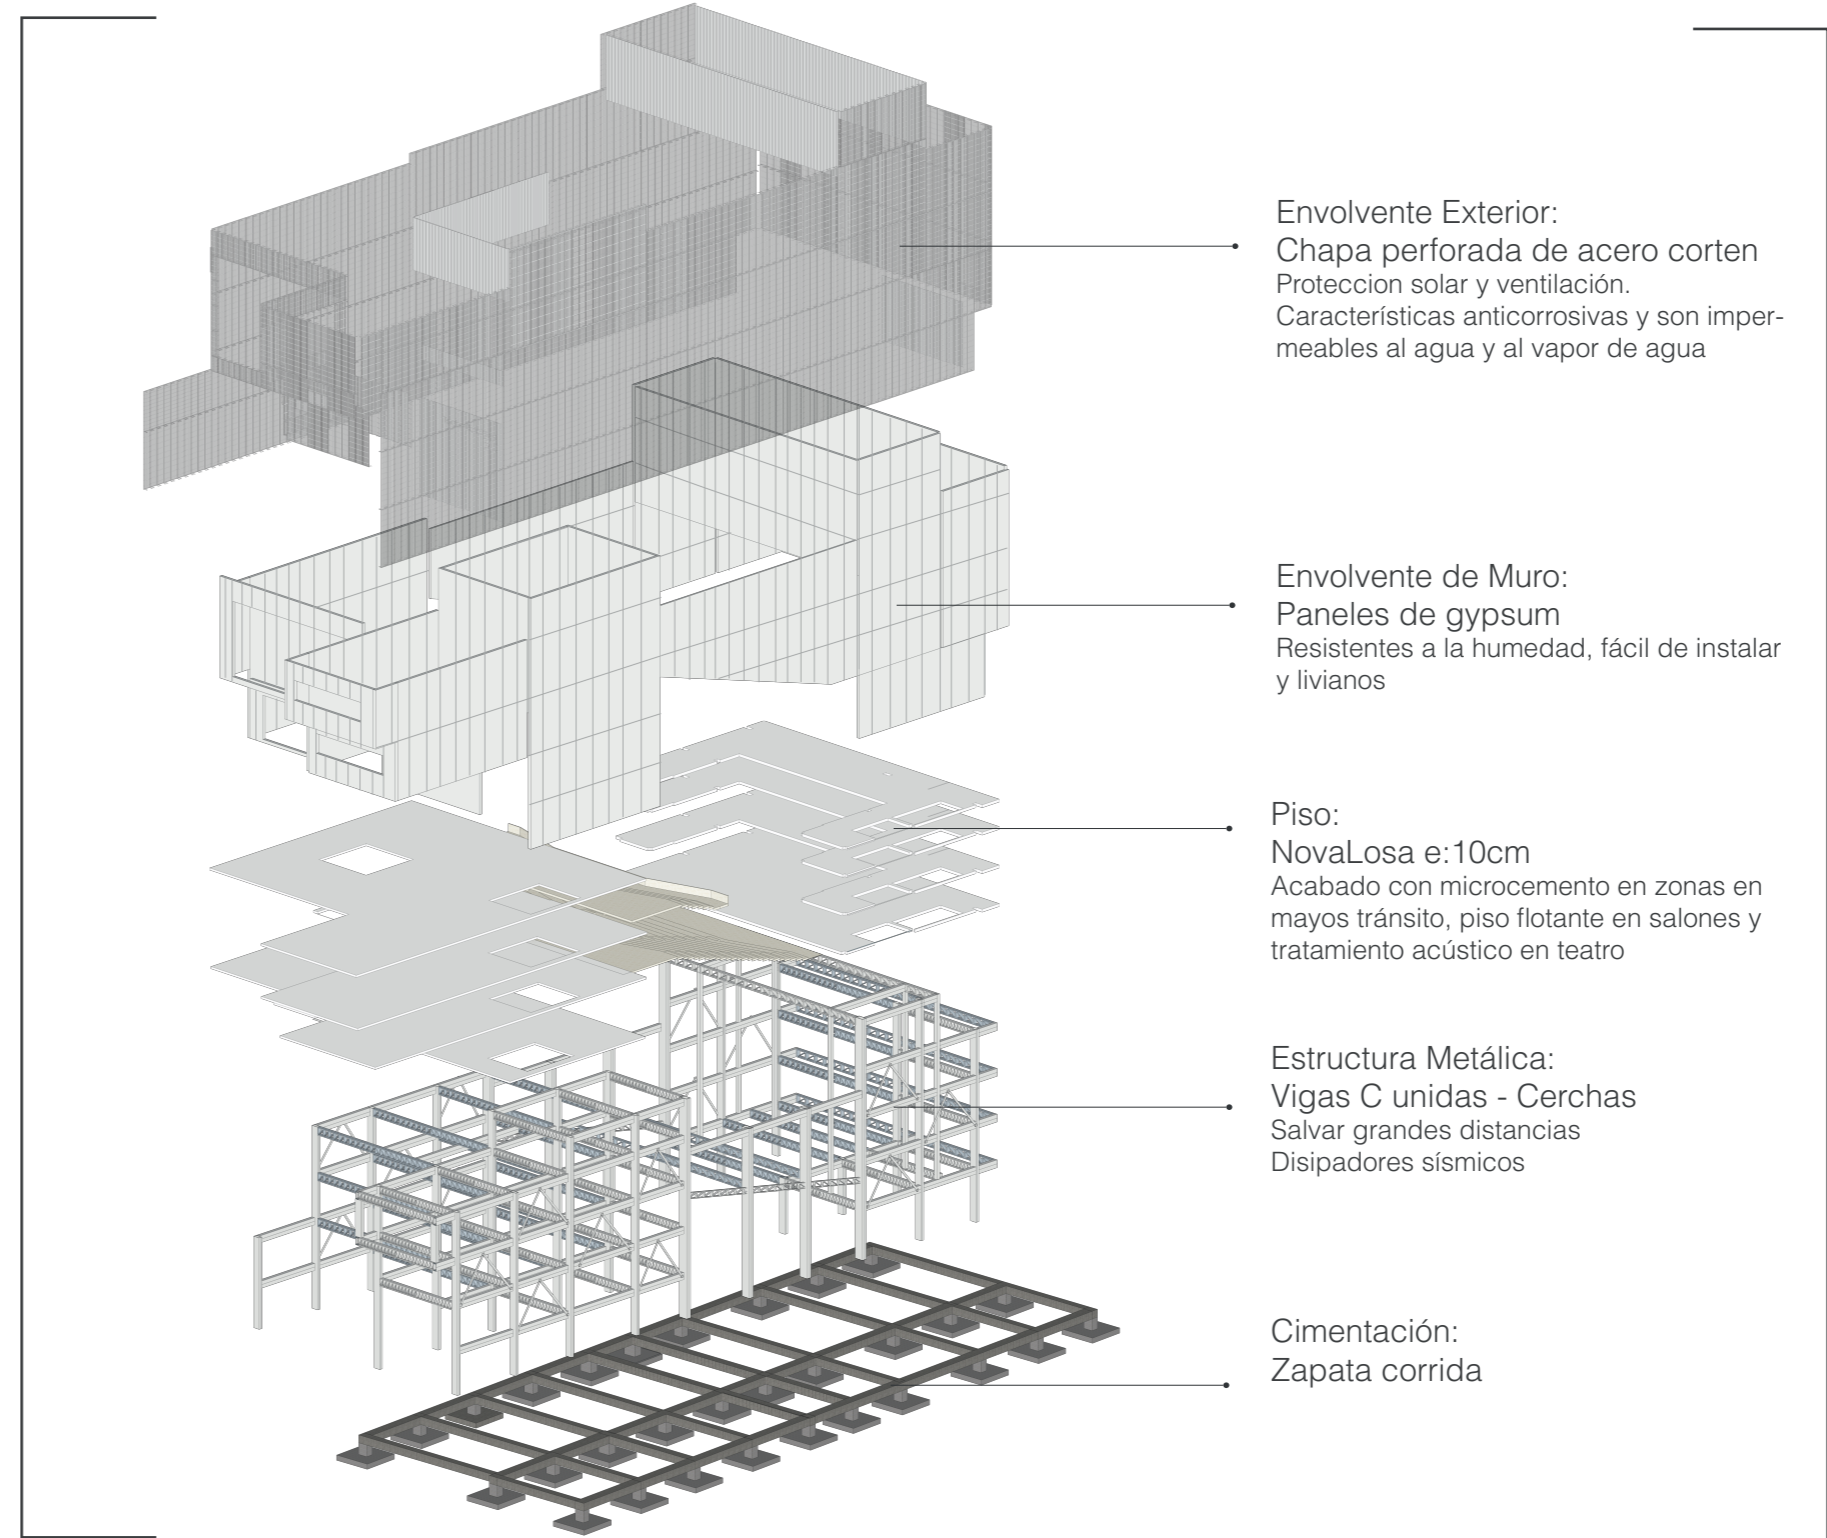 Envolvente Exterior:
Chapa perforada de acero corten
Proteccion solar y ventilación.
Características anticorrosivas y son imper-
meables al agua y al vapor de agua
Envolvente de Muro:
Paneles de gypsum
Resistentes a la humedad, fácil de instalar
y livianos
Piso:
NovaLosa e:10cm
Acabado con microcemento en zonas en
mayos tránsito, piso flotante en salones y
tratamiento acústico en teatro
Estructura Metálica:
Vigas C unidas - Cerchas
Salvar grandes distancias
Disipadores sísmicos
Cimentación:
Zapata corrida